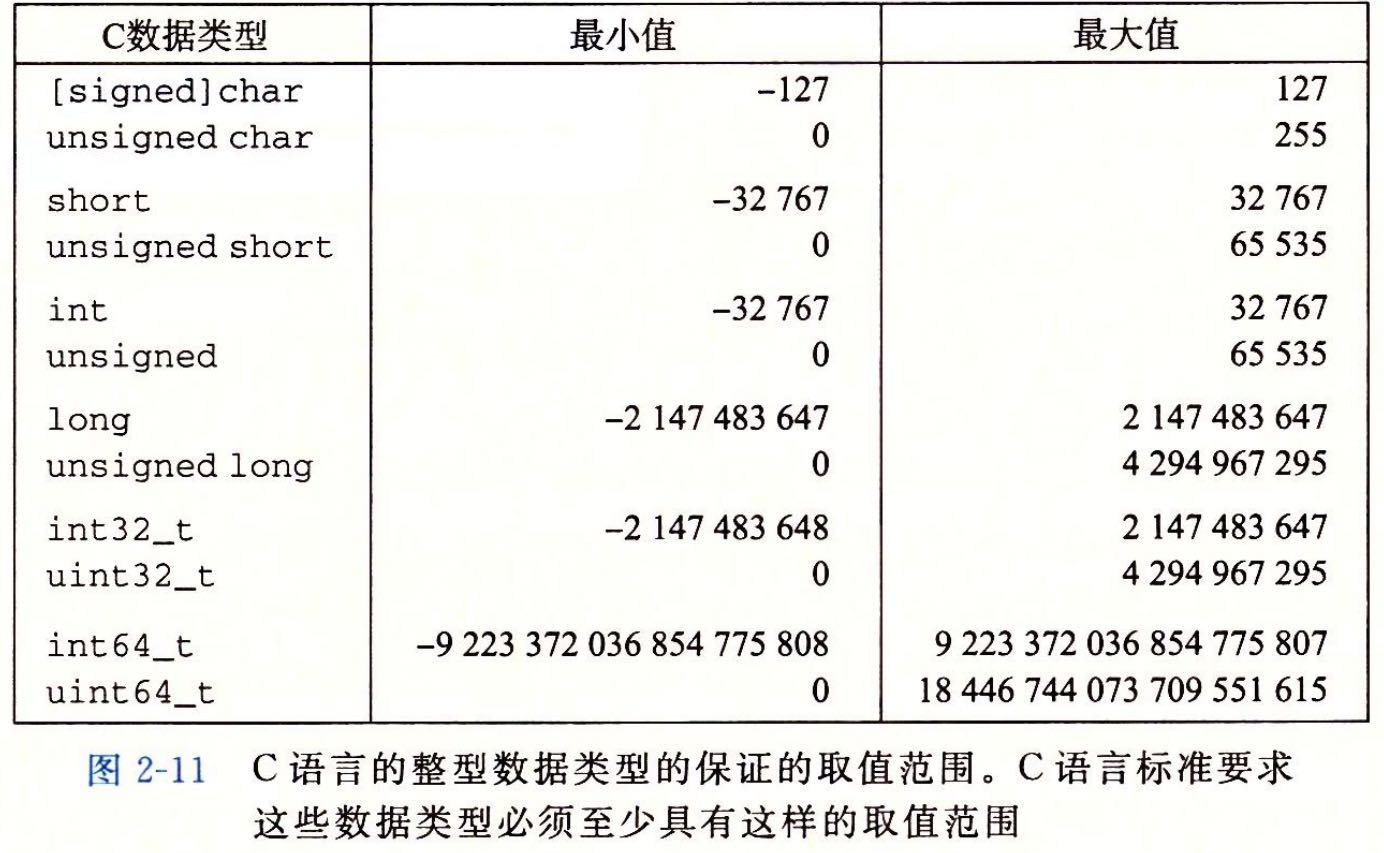 C数据类型 最小值 最大值
[signed]char -127 127
unsigned char 0 255
short -32 767 32 767
unsigned short 0 65 535
int -32 767 32 767
unsigned 0 65 535
long -2 147 483 647 2 147 483 647
unsigned long 0 4 294 967 295
int32_t -2 147 483 648 2 147 483 647
uint32_t 0 4 294 967 295
int64_t -9 223 372 036 854 775 808 9 223 372 036 854 775 807
uint64_t 0 18 446 744 073 709 551 615
图 2-11 C 语言的整型数据类型的保证的取值范围。C 语言标准要求
这些数据类型必须至少具有这样的取值范围